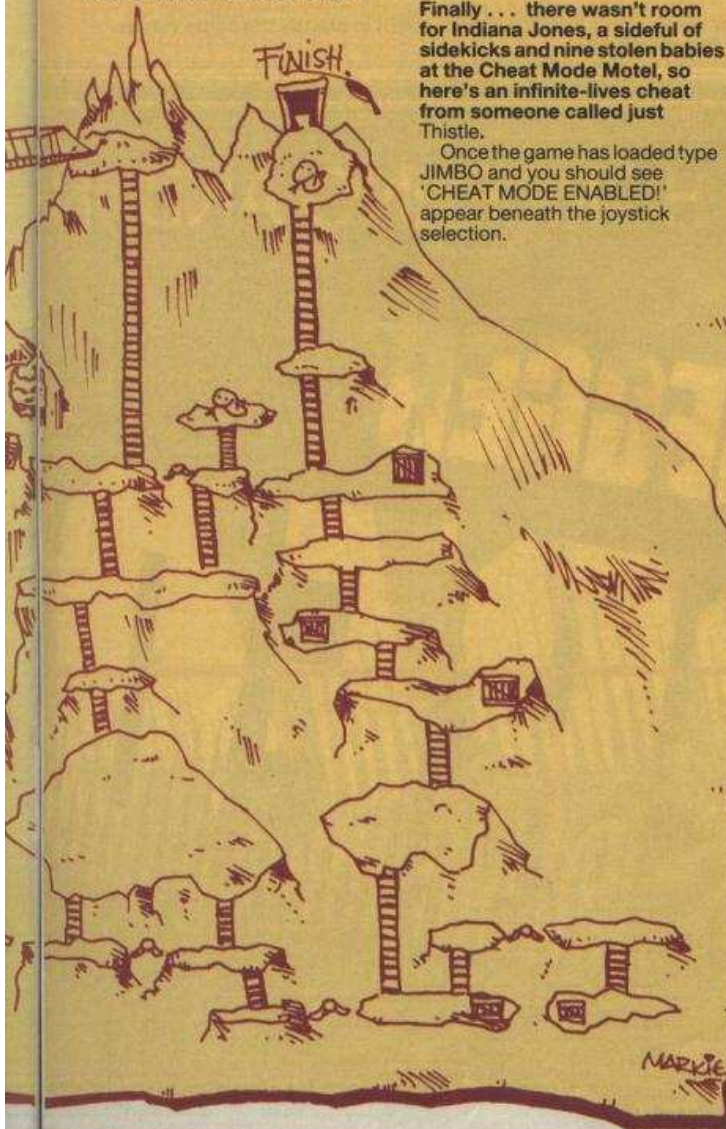 Finally . . . there wasn't room
for Indiana Jones, a sideful of
sidekicks and nine stolen babies
at the Cheat Mode Motel, so
here's an infinite-lives cheat
from someone called just
Thistle.
Once the game has loaded type
JIMBO and you should see
'CHEAT MODE ENABLED!'
appear beneath the joystick
selection.
FINISH.
MARKIE